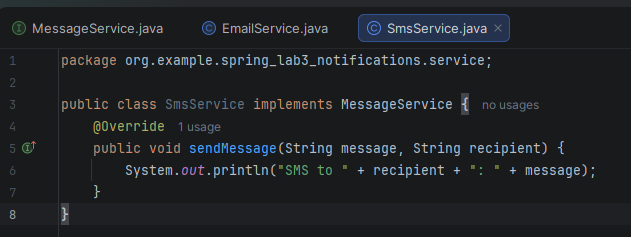 MessageService.java EmailService.java SmsService.java
1 package org.example.spring_lab3_notifications.service;
2
3 public class SmsService implements MessageService { no usages
4 @Override 1 usage
5 public void sendMessage(String message, String recipient) {
6 System.out.println("SMS to " + recipient + ": " + message);
7 }
8 }